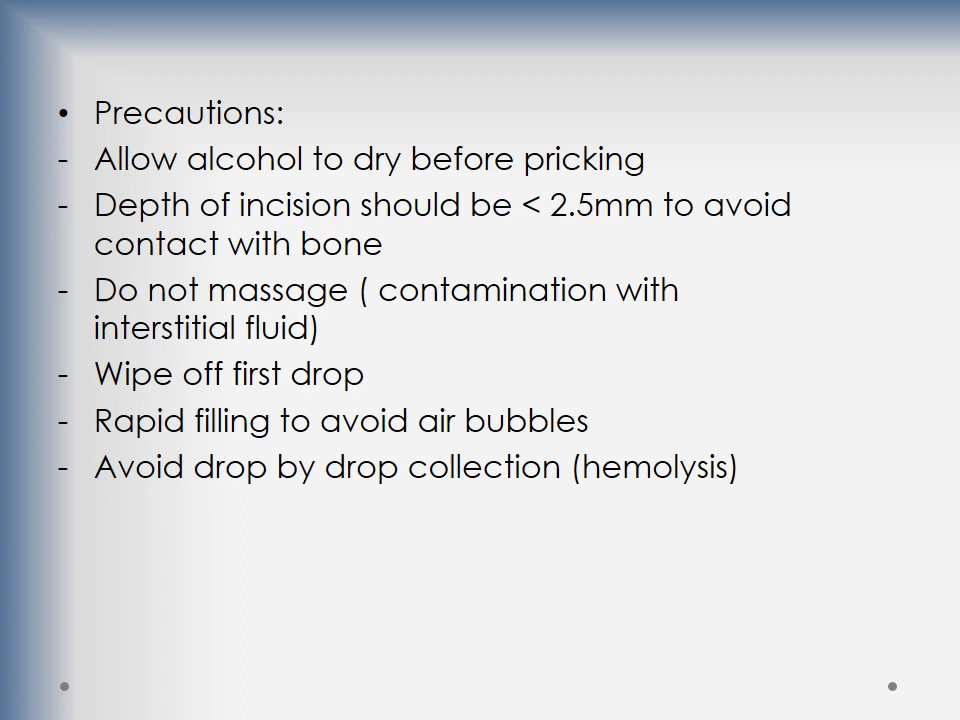 • Precautions:
- Allow alcohol to dry before pricking
- Depth of incision should be < 2.5mm to avoid
contact with bone
- Do not massage ( contamination with
interstitial fluid)
- Wipe off first drop
- Rapid filling to avoid air bubbles
- Avoid drop by drop collection (hemolysis)